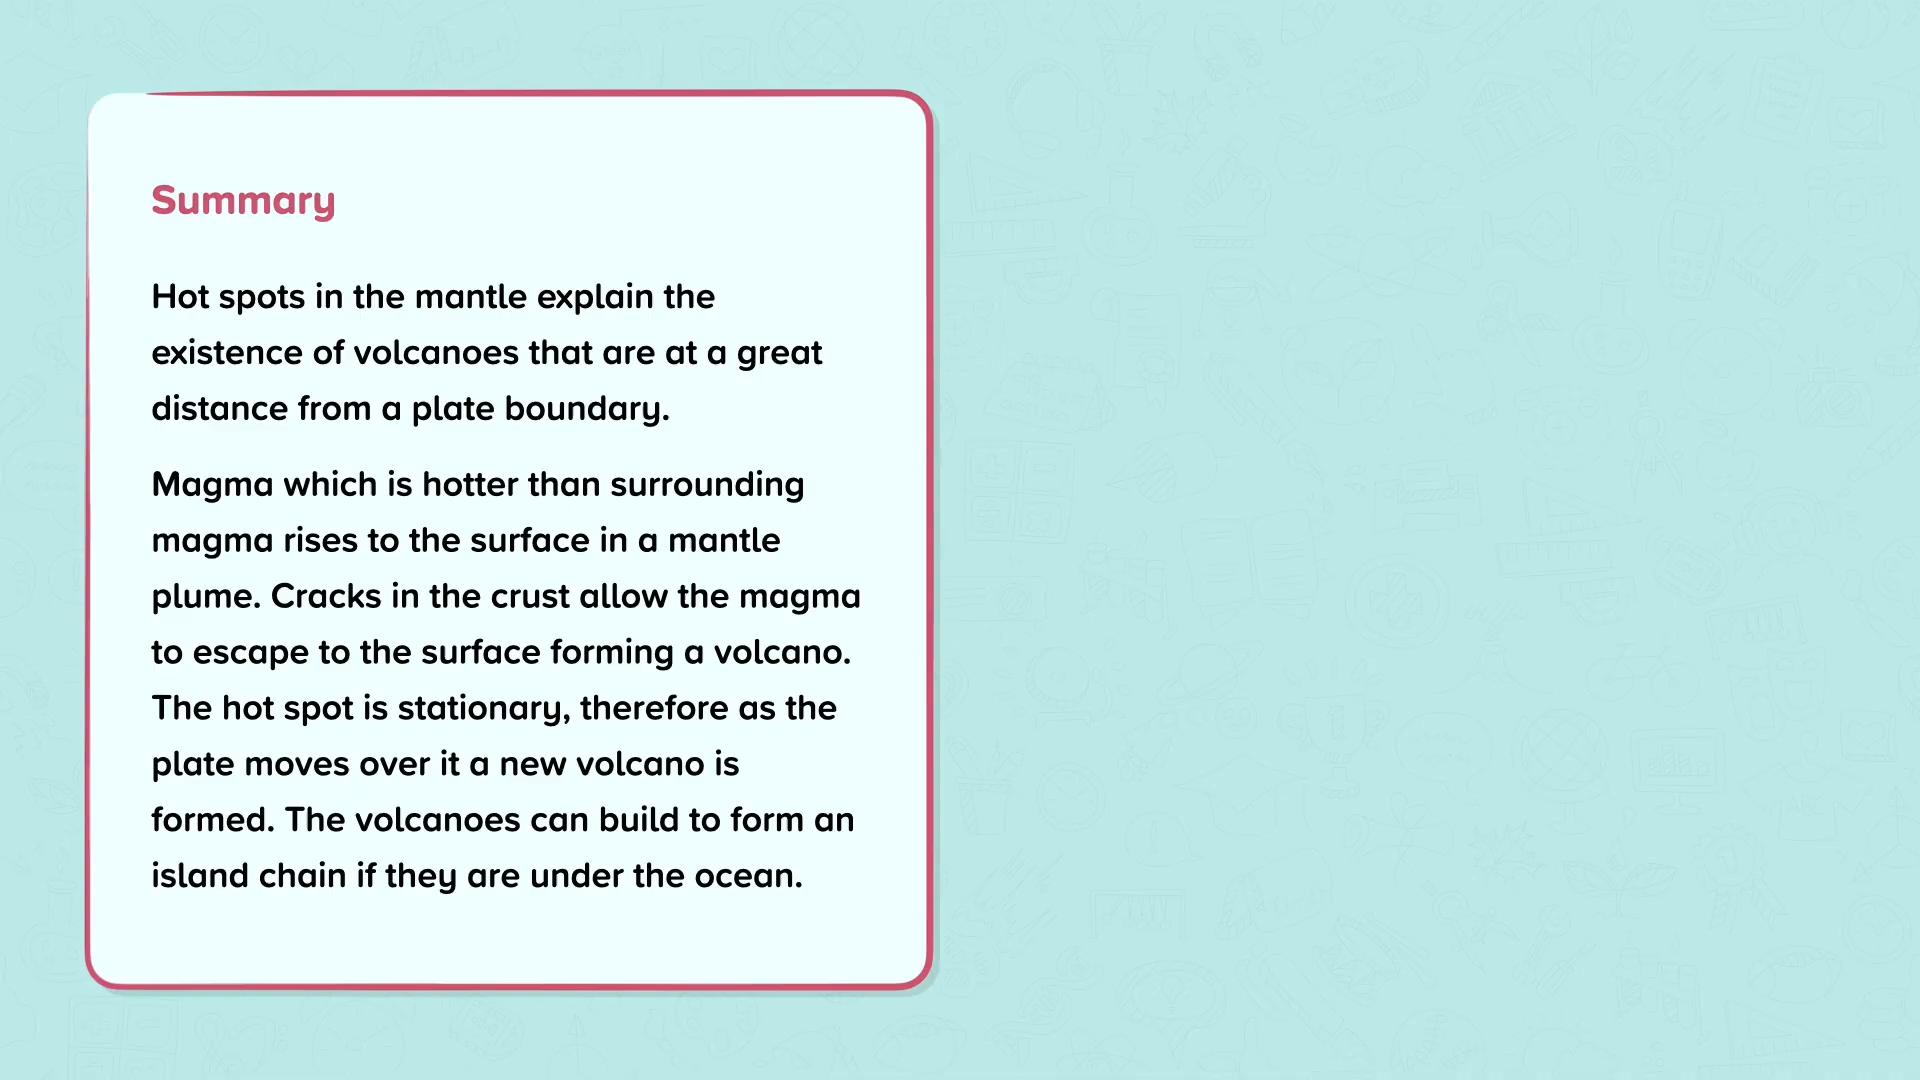 Summary
Hot spots in the mantle explain the
existence of volcanoes that are at a great
distance from a plate boundary.
Magma which is hotter than surrounding
magma rises to the surface in a mantle
plume. Cracks in the crust allow the magma
to escape to the surface forming a volcano.
The hot spot is stationary, therefore as the
plate moves over it a new volcano is
formed. The volcanoes can build to form an
island chain if they are under the ocean.